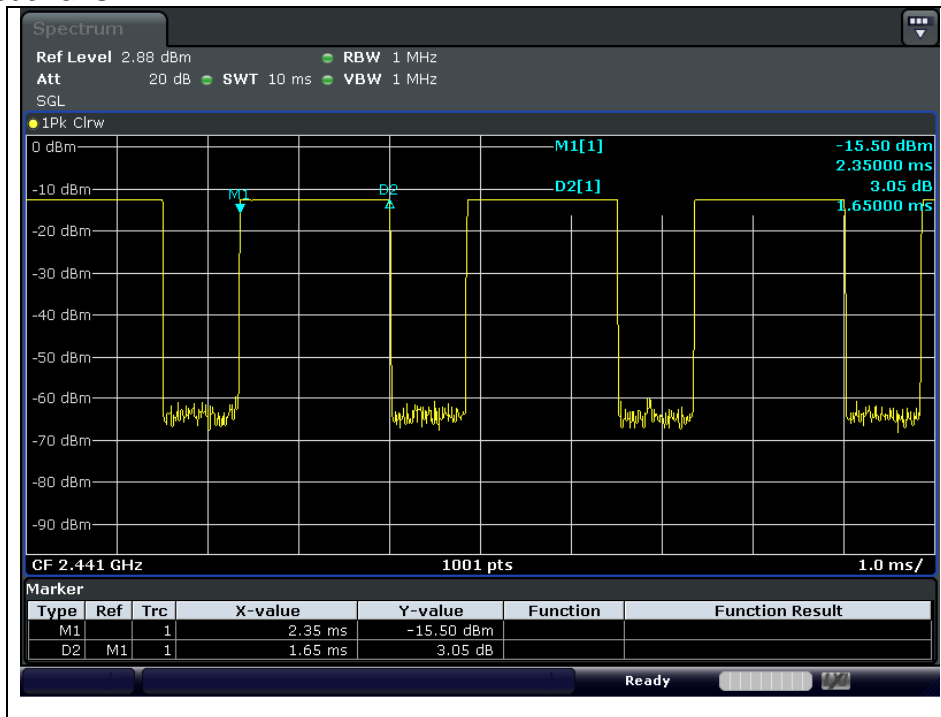 Spectrum
Ref Level 2.88 dBm RBW 1 MHz
Att 20 dB SWT 10 ms VBW 1 MHz
SGL
1Pk Clrw
0 dBm
M1[1] -15.50 dBm
2.35000 ms
-10 dBm
M1
D2
D2[1] 3.05 dB
1.65000 ms
-20 dBm
-30 dBm
-40 dBm
-50 dBm
-60 dBm
-70 dBm
-80 dBm
-90 dBm
CF 2.441 GHz 1001 pts 1.0 ms/
Marker
Type Ref Trc X-value Y-value Function Function Result
M1 1 2.35 ms -15.50 dBm
D2 M1 1 1.65 ms 3.05 dB
Ready